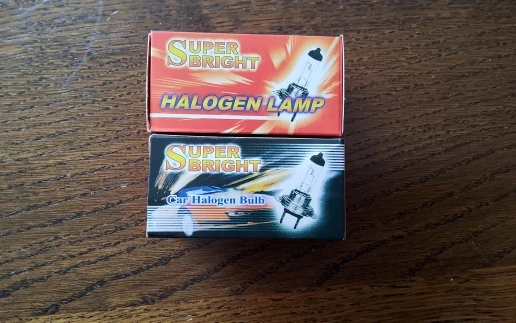 SUPER
BRIGHT
HALOGEN LAMP
SUPER
BRIGHT
Car Halogen Bulb